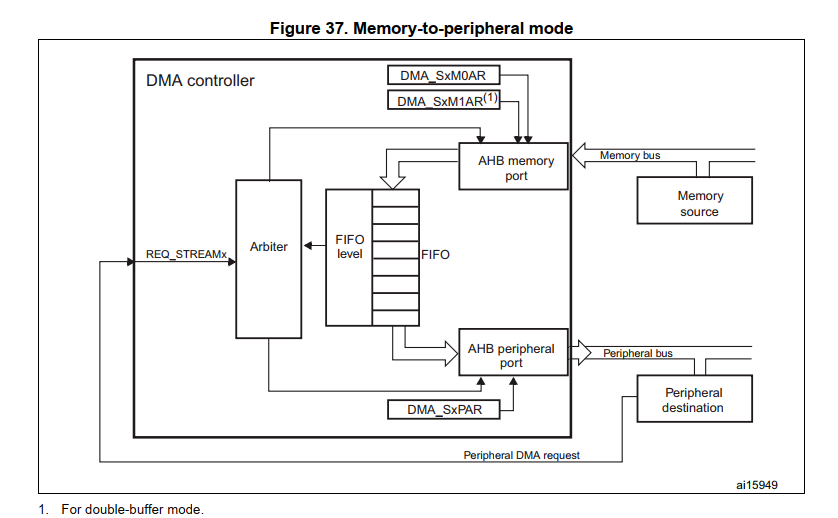 Figure 37. Memory-to-peripheral mode
DMA controller
DMA_SxM0AR
DMA_SxM1AR(1)
AHB memory
port
Memory bus
Memory
source
REQ_STREAMx
Arbiter
FIFO
level
FIFO
AHB peripheral
port
Peripheral bus
Peripheral
destination
DMA_SxPAR
Peripheral DMA request
ai15949
1. For double-buffer mode.